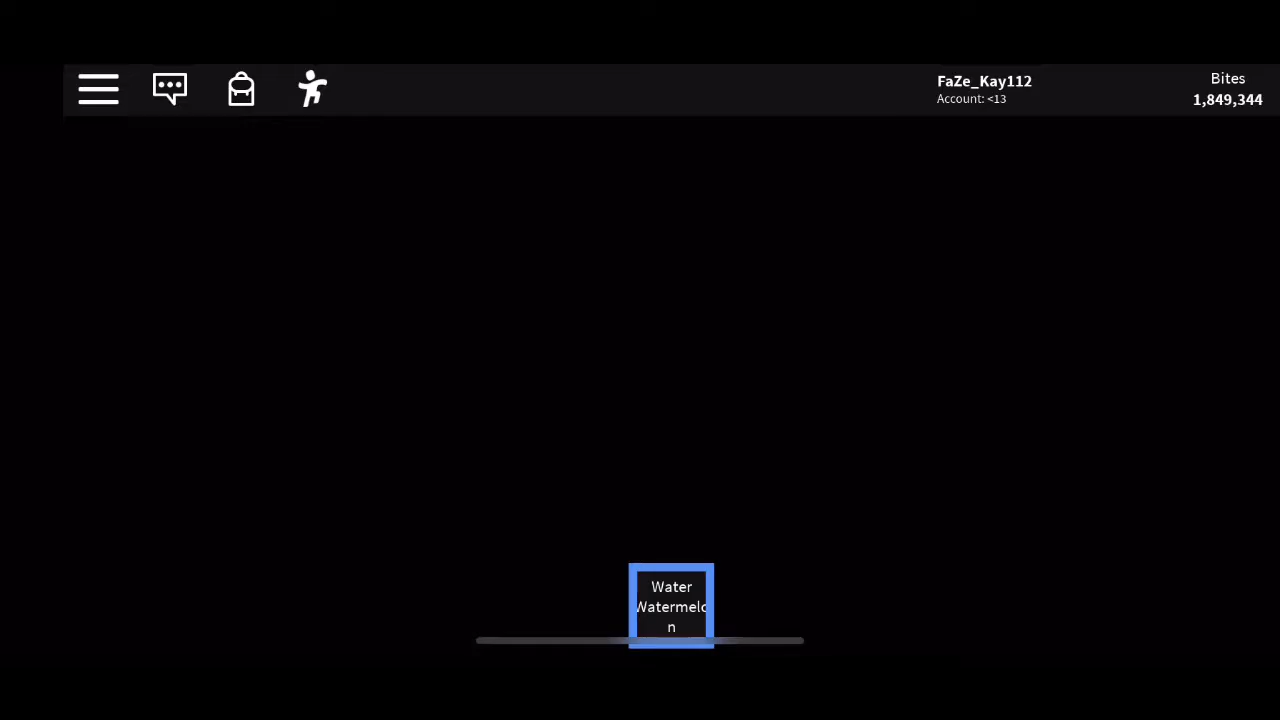 FaZe_Kay112
Account: <13
Bites
1,849,344
Water
Watermelo
n